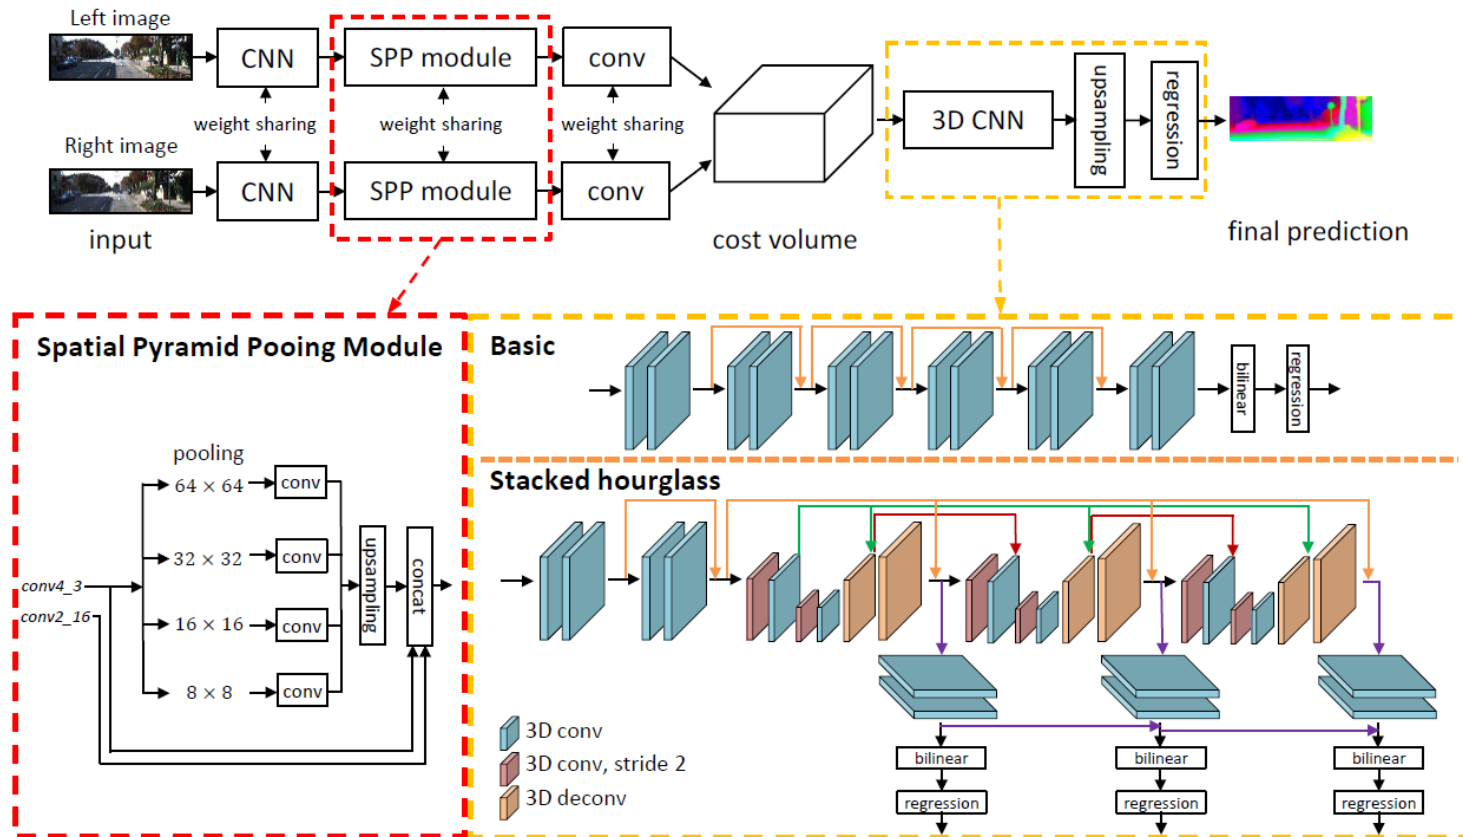 Left image
CNN
SPP module
conv
weight sharing
weight sharing
weight sharing
Right image
CNN
SPP module
conv
input
cost volume
3D CNN
upsampling
regression
final prediction
Spatial Pyramid Pooing Module
pooling
64 × 64
conv
32 × 32
conv
16 × 16
conv
8 × 8
conv
conv4_3
conv2_16
upsampling
concat
Basic
bilinear
regression
Stacked hourglass
3D conv
3D conv, stride 2
3D deconv
bilinear
bilinear
bilinear
regression
regression
regression